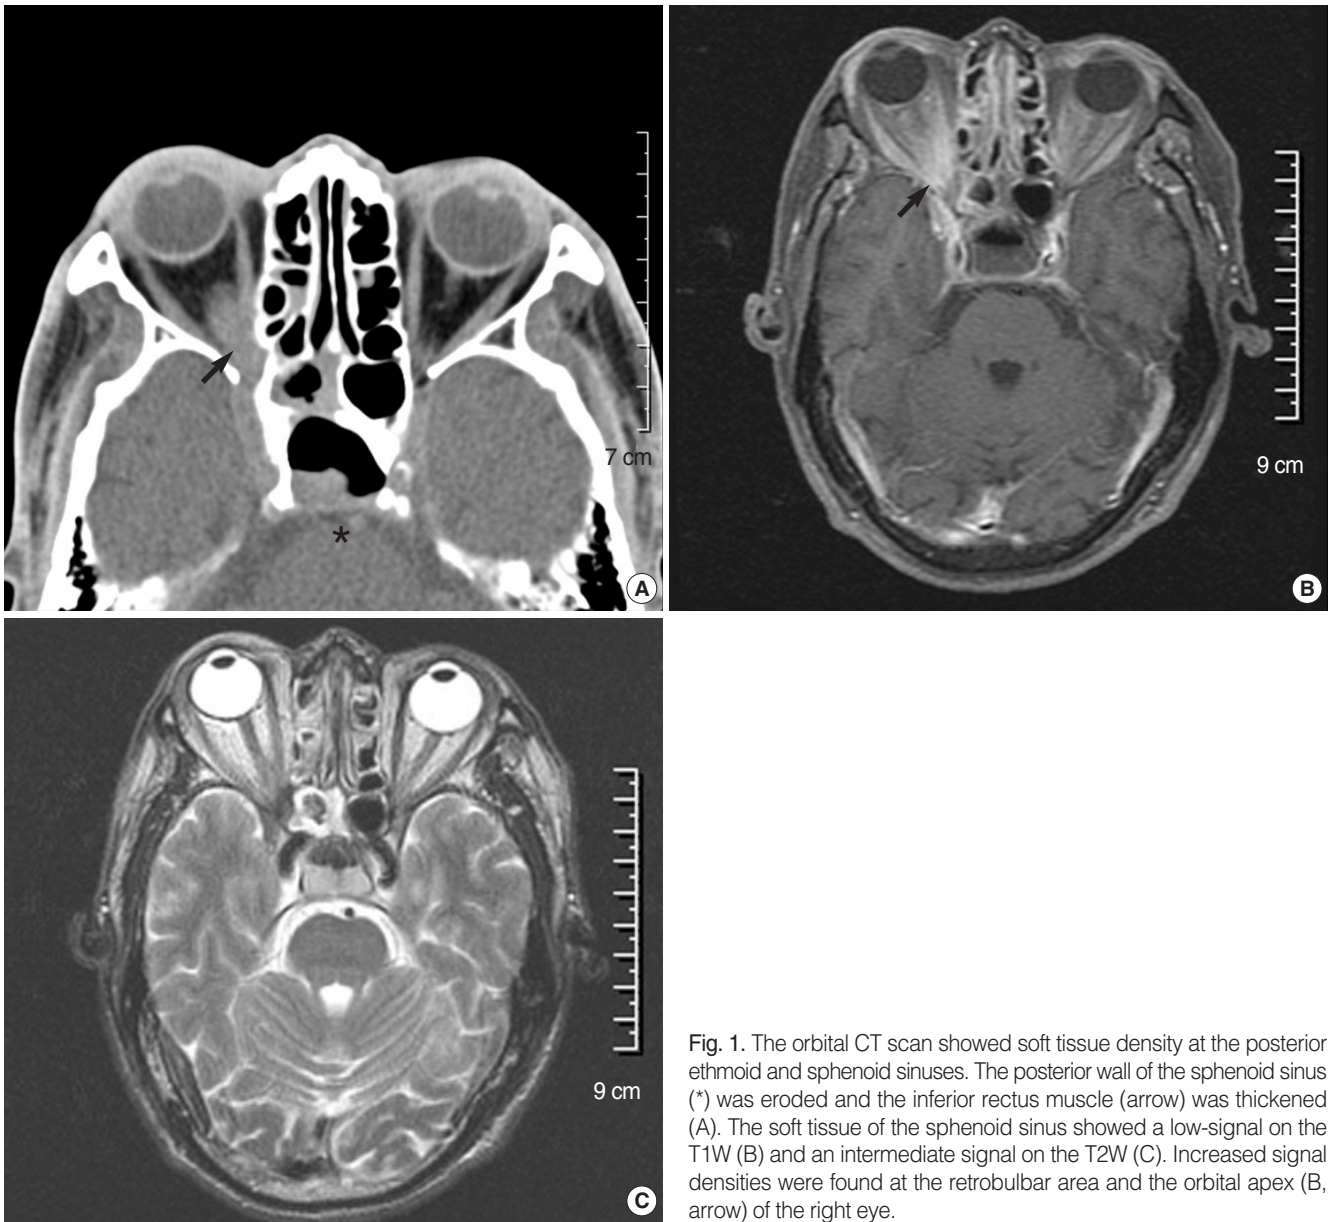 7 cm
*
A
9 cm
B
9 cm
C
Fig. 1. The orbital CT scan showed soft tissue density at the posterior
ethmoid and sphenoid sinuses. The posterior wall of the sphenoid sinus
(*) was eroded and the inferior rectus muscle (arrow) was thickened
(A). The soft tissue of the sphenoid sinus showed a low-signal on the
T1W (B) and an intermediate signal on the T2W (C). Increased signal
densities were found at the retrobulbar area and the orbital apex (B,
arrow) of the right eye.